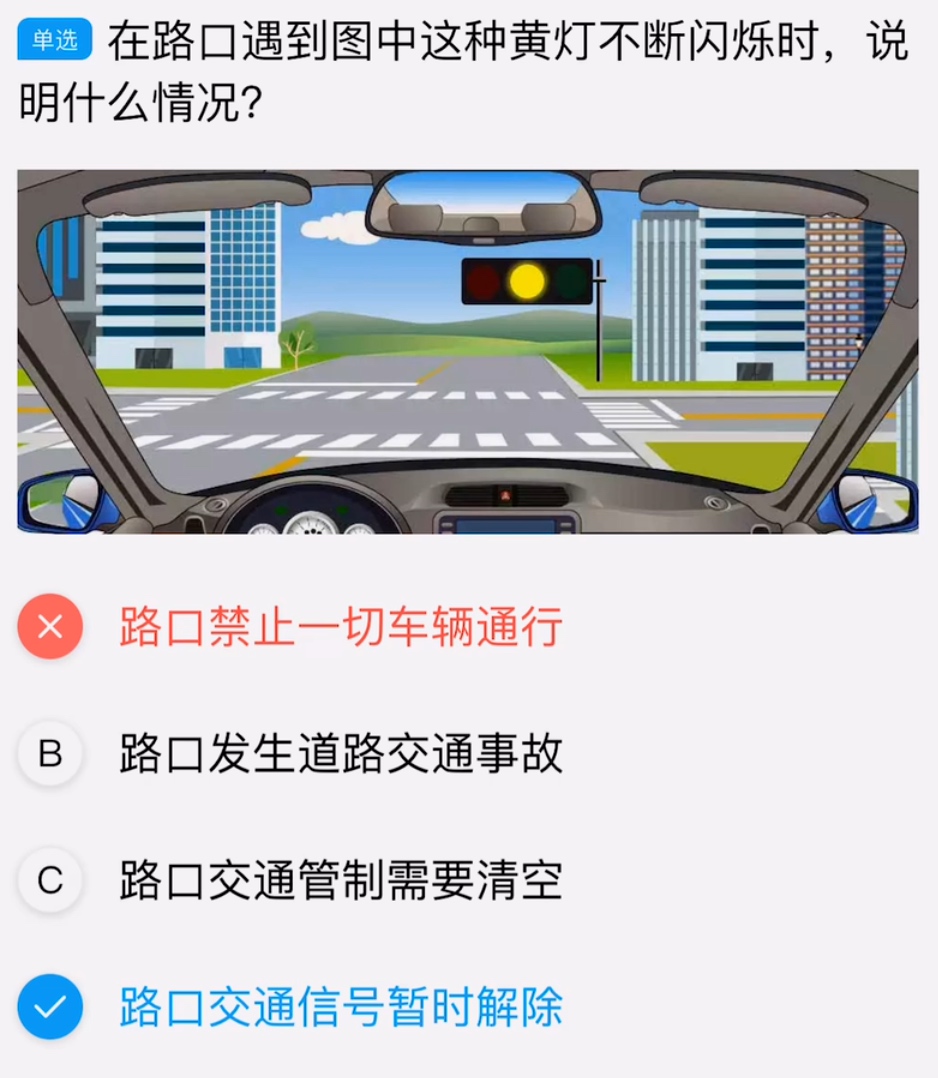 单选 在路口遇到图中这种黄灯不断闪烁时，说
明什么情况？
路口禁止一切车辆通行
B 路口发生道路交通事故
C 路口交通管制需要清空
路口交通信号暂时解除